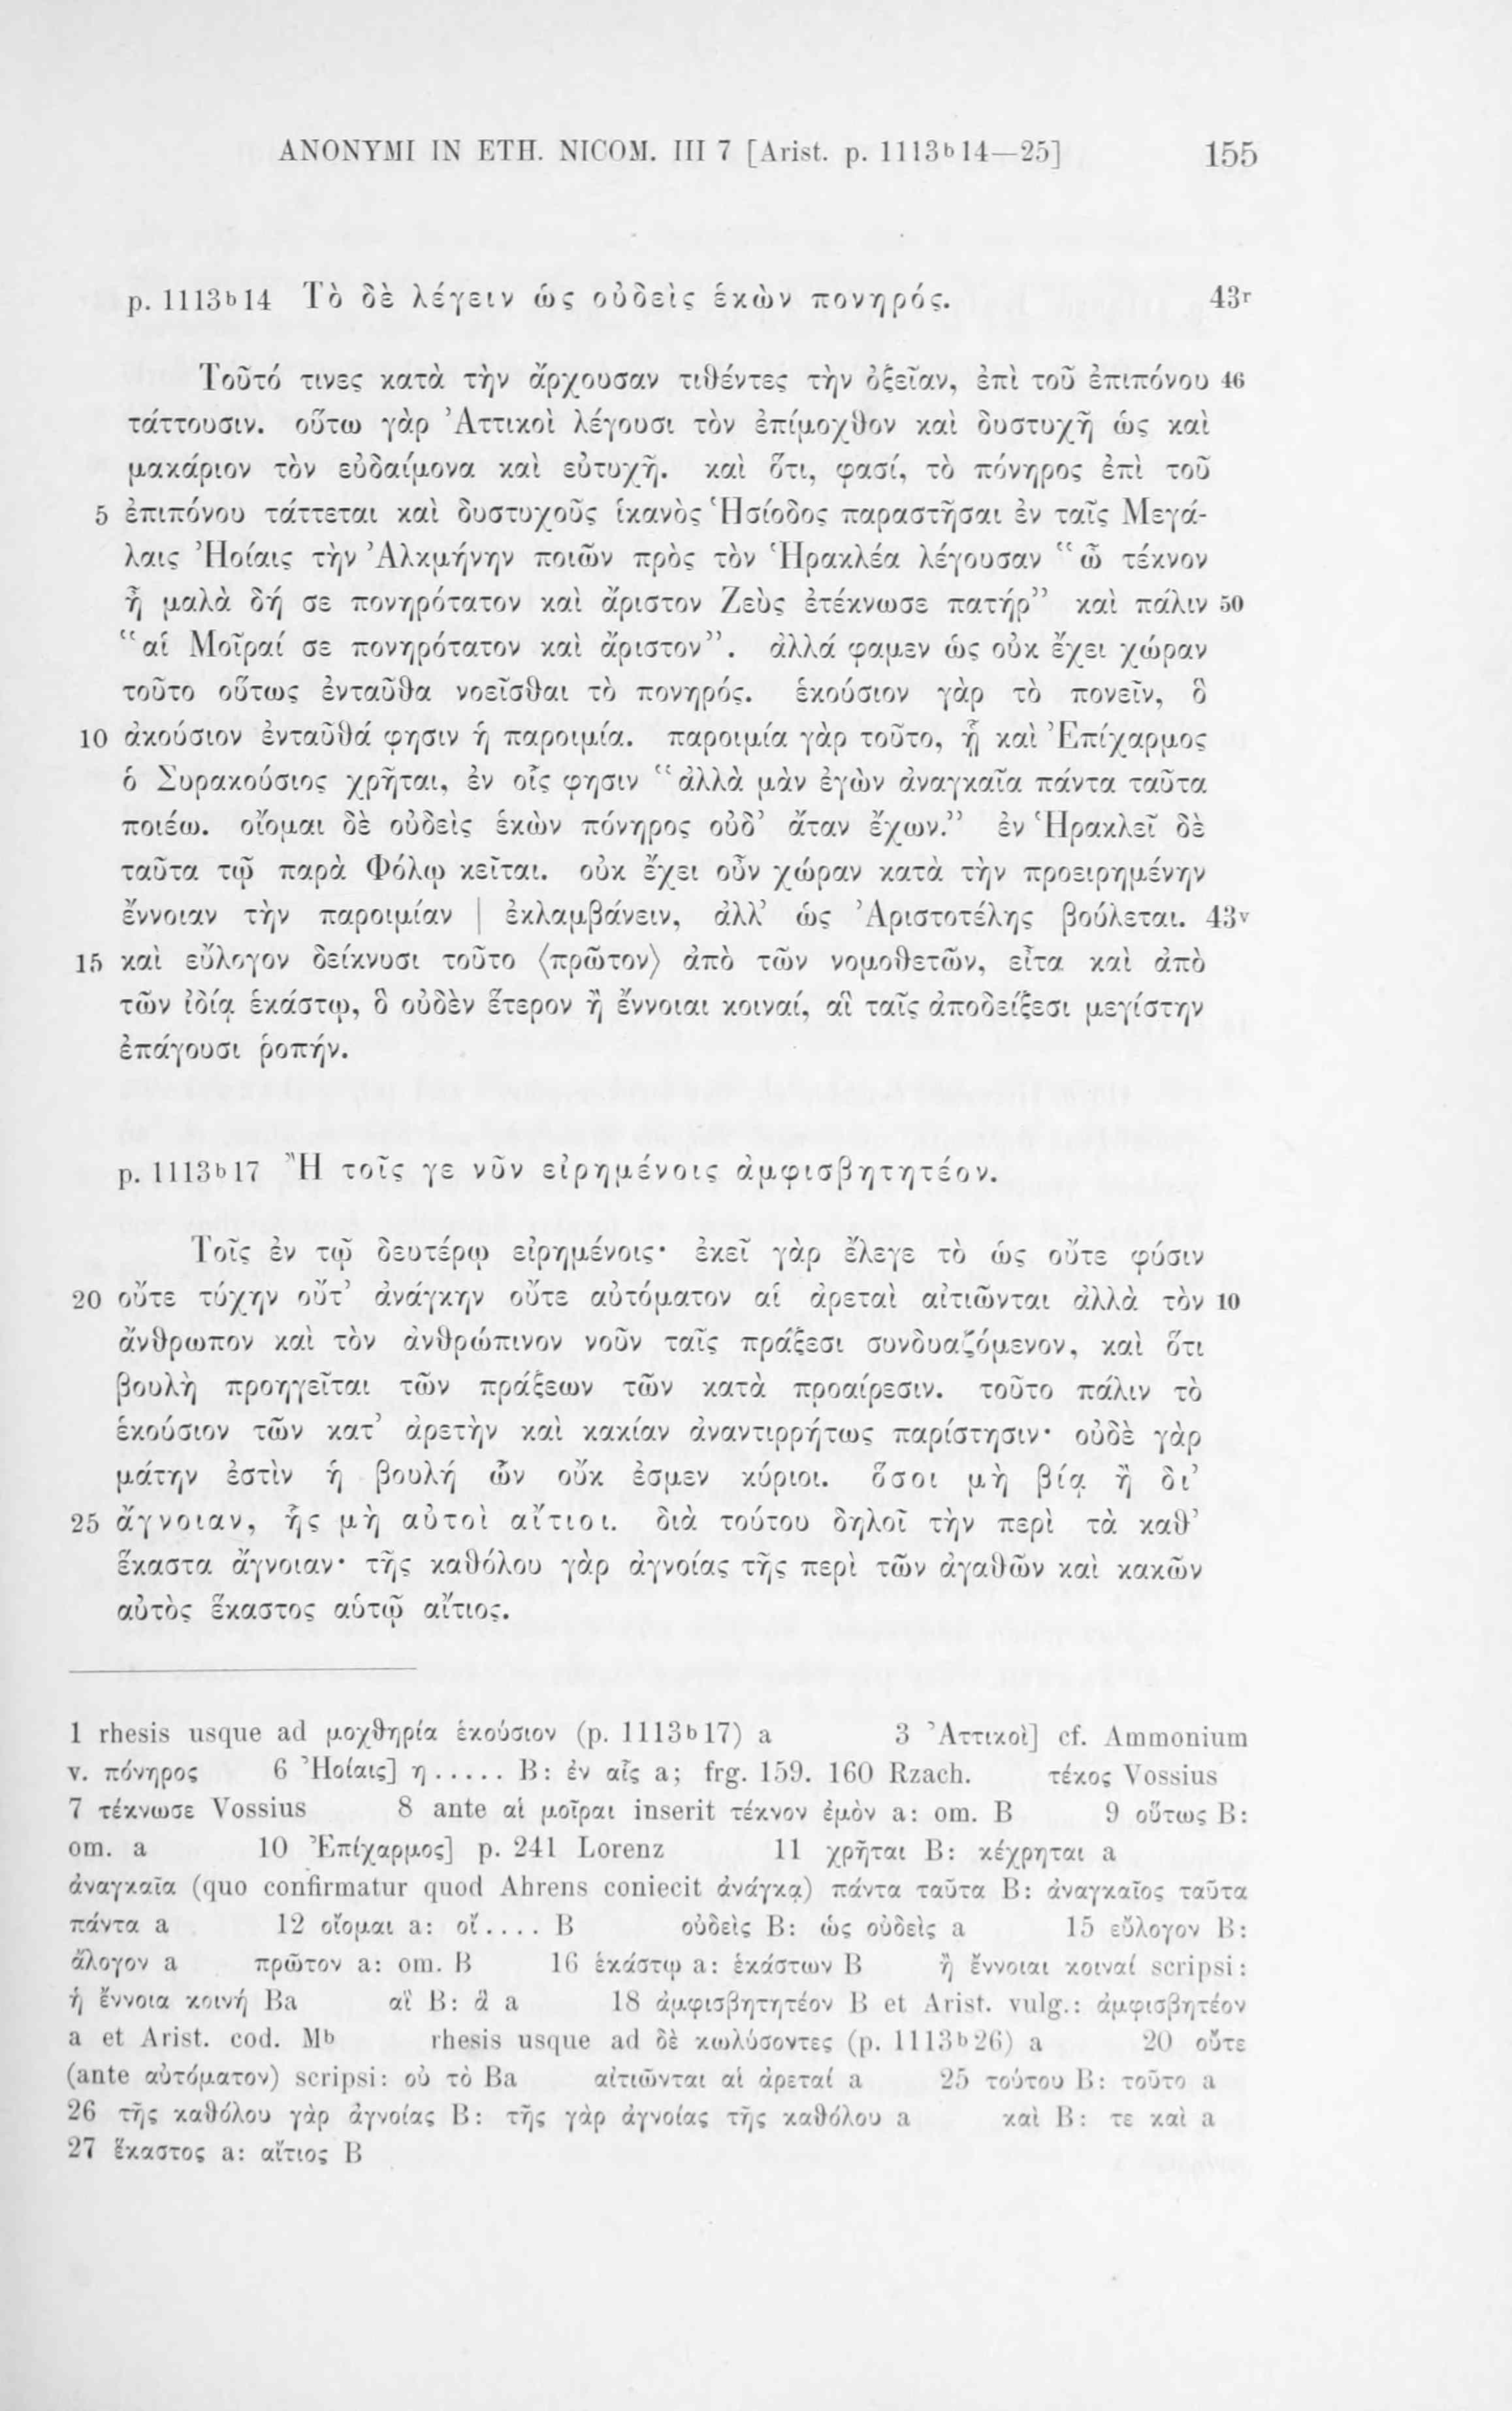 ANONYMI IN ETH. NICOM. III 7 [Arist. p. 1113b14—25] 155
p. 1113b14 Τὸ δὲ λέγειν ὡς οὐδεὶς ἑκὼν πονηρός. 43r
Τοῦτό τινες κατὰ τὴν ἄρχουσαν τιθέντες τὴν ὀξεῖαν, ἐπὶ τοῦ ἐπιπόνου 46
τάττουσιν. οὕτω γὰρ Ἀττικοὶ λέγουσι τὸν ἐπίμοχθον καὶ δυστυχῆ ὡς καὶ
μακάριον τὸν εὐδαίμονα καὶ εὐτυχῆ. καὶ ὅτι, φασί, τὸ πόνηρος ἐπὶ τοῦ
5 ἐπιπόνου τάττεται καὶ δυστυχοῦς ἱκανὸς Ἡσίοδος παραστῆσαι ἐν ταῖς Μεγά-
λαις Ἠοίαις τὴν Ἀλκμήνην ποιῶν πρὸς τὸν Ἡρακλέα λέγουσαν “ὦ τέκνον
ἦ μαλὰ δή σε πονηρότατον καὶ ἄριστον Ζεὺς ἐτέκνωσε πατήρ” καὶ πάλιν 50
“αἱ Μοῖραί σε πονηρότατον καὶ ἄριστον”. ἀλλά φαμεν ὡς οὐκ ἔχει χώραν
τοῦτο οὕτως ἐνταῦθα νοεῖσθαι τὸ πονηρός. ἑκούσιον γὰρ τὸ πονεῖν, ὃ
10 ἀκούσιον ἐνταῦθά φησιν ἡ παροιμία. παροιμία γὰρ τοῦτο, ᾗ καὶ Ἐπίχαρμος
ὁ Συρακούσιος χρῆται, ἐν οἷς φησιν “ἀλλὰ μὰν ἐγὼν ἀναγκαῖα πάντα ταῦτα
ποιέω. οἴομαι δὲ οὐδεὶς ἑκὼν πόνηρος οὐδ’ ἄταν ἔχων.” ἐν Ἡρακλεῖ δὲ
ταῦτα τῷ παρὰ Φόλῳ κεῖται. οὐκ ἔχει οὖν χώραν κατὰ τὴν προειρημένην
ἔννοιαν τὴν παροιμίαν | ἐκλαμβάνειν, ἀλλ’ ὡς Ἀριστοτέλης βούλεται. 43v
15 καὶ εὔλογον δείκνυσι τοῦτο ⟨πρῶτον⟩ ἀπὸ τῶν νομοθετῶν, εἶτα καὶ ἀπὸ
τῶν ἰδίᾳ ἑκάστῳ, ὃ οὐδὲν ἕτερον ἢ ἔννοιαι κοιναί, αἳ ταῖς ἀποδείξεσι μεγίστην
ἐπάγουσι ῥοπήν.
p. 1113b17 Ἢ τοῖς γε νῦν εἰρημένοις ἀμφισβητητέον.
Τοῖς ἐν τῷ δευτέρῳ εἰρημένοις· ἐκεῖ γὰρ ἔλεγε τὸ ὡς οὔτε φύσιν
20 οὔτε τύχην οὔτ’ ἀνάγκην οὔτε αὐτόματον αἱ ἀρεταὶ αἰτιῶνται ἀλλὰ τὸν 10
ἄνθρωπον καὶ τὸν ἀνθρώπινον νοῦν ταῖς πράξεσι συνδυαζόμενον, καὶ ὅτι
βουλὴ προηγεῖται τῶν πράξεων τῶν κατὰ προαίρεσιν. τοῦτο πάλιν τὸ
ἑκούσιον τῶν κατ’ ἀρετὴν καὶ κακίαν ἀναντιρρήτως παρίστησιν· οὐδὲ γὰρ
μάτην ἐστὶν ἡ βουλή ὧν οὔκ ἐσμεν κύριοι. ὅσοι μὴ βίᾳ ἢ δι’
25 ἄγνοιαν, ἧς μὴ αὐτοὶ αἴτιοι. διὰ τούτου δηλοῖ τὴν περὶ τὰ καθ’
ἕκαστα ἄγνοιαν· τῆς καθόλου γὰρ ἀγνοίας τῆς περὶ τῶν ἀγαθῶν καὶ κακῶν
αὐτὸς ἕκαστος αὑτῷ αἴτιος.
1 rhesis usque ad μοχθηρία ἑκούσιον (p. 1113b17) a 3 Ἀττικοὶ] cf. Ammonium
v. πόνηρος 6 Ἠοίαις] η ..... B: ἐν αἷς a; frg. 159. 160 Rzach. τέκος Vossius
7 τέκνωσε Vossius 8 ante αἱ μοῖραι inserit τέκνον ἐμὸν a: om. B 9 οὕτως B:
om. a 10 Ἐπίχαρμος] p. 241 Lorenz 11 χρῆται B: κέχρηται a
ἀναγκαῖα (quo confirmatur quod Ahrens coniecit ἀνάγκᾳ) πάντα ταῦτα B: ἀναγκαῖος ταῦτα
πάντα a 12 οἴομαι a: οἴ.... B οὐδεὶς B: ὡς οὐδεὶς a 15 εὔλογον B:
ἄλογον a πρῶτον a: om. B 16 ἑκάστῳ a: ἑκάστων B ἢ ἔννοιαι κοιναί scripsi:
ἡ ἔννοια κοινή Ba αἳ B: ἃ a 18 ἀμφισβητητέον B et Arist. vulg.: ἀμφισβητέον
a et Arist. cod. Mb rhesis usque ad δὲ κωλύσοντες (p. 1113b26) a 20 οὔτε
(ante αὐτόματον) scripsi: οὐ τὸ Ba αἰτιῶνται αἱ ἀρεταί a 25 τούτου B: τοῦτο a
26 τῆς καθόλου γὰρ ἀγνοίας B: τῆς γὰρ ἀγνοίας τῆς καθόλου a καὶ B: τε καὶ a
27 ἕκαστος a: αἴτιος B